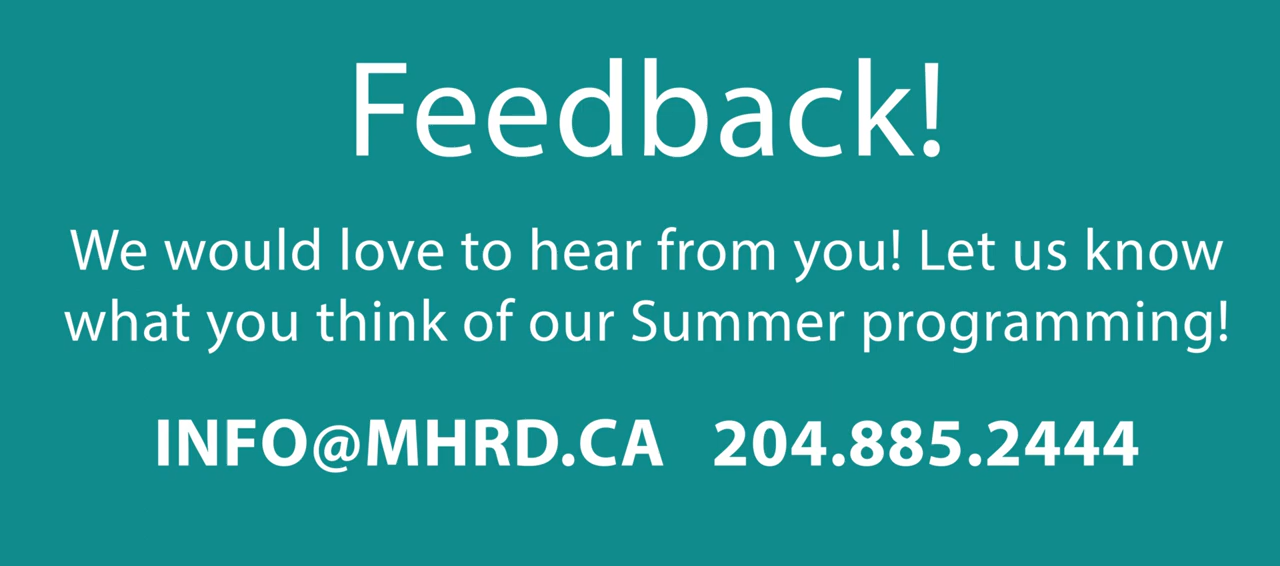 Feedback!
We would love to hear from you! Let us know
what you think of our Summer programming!
INFO@MHRD.CA 204.885.2444